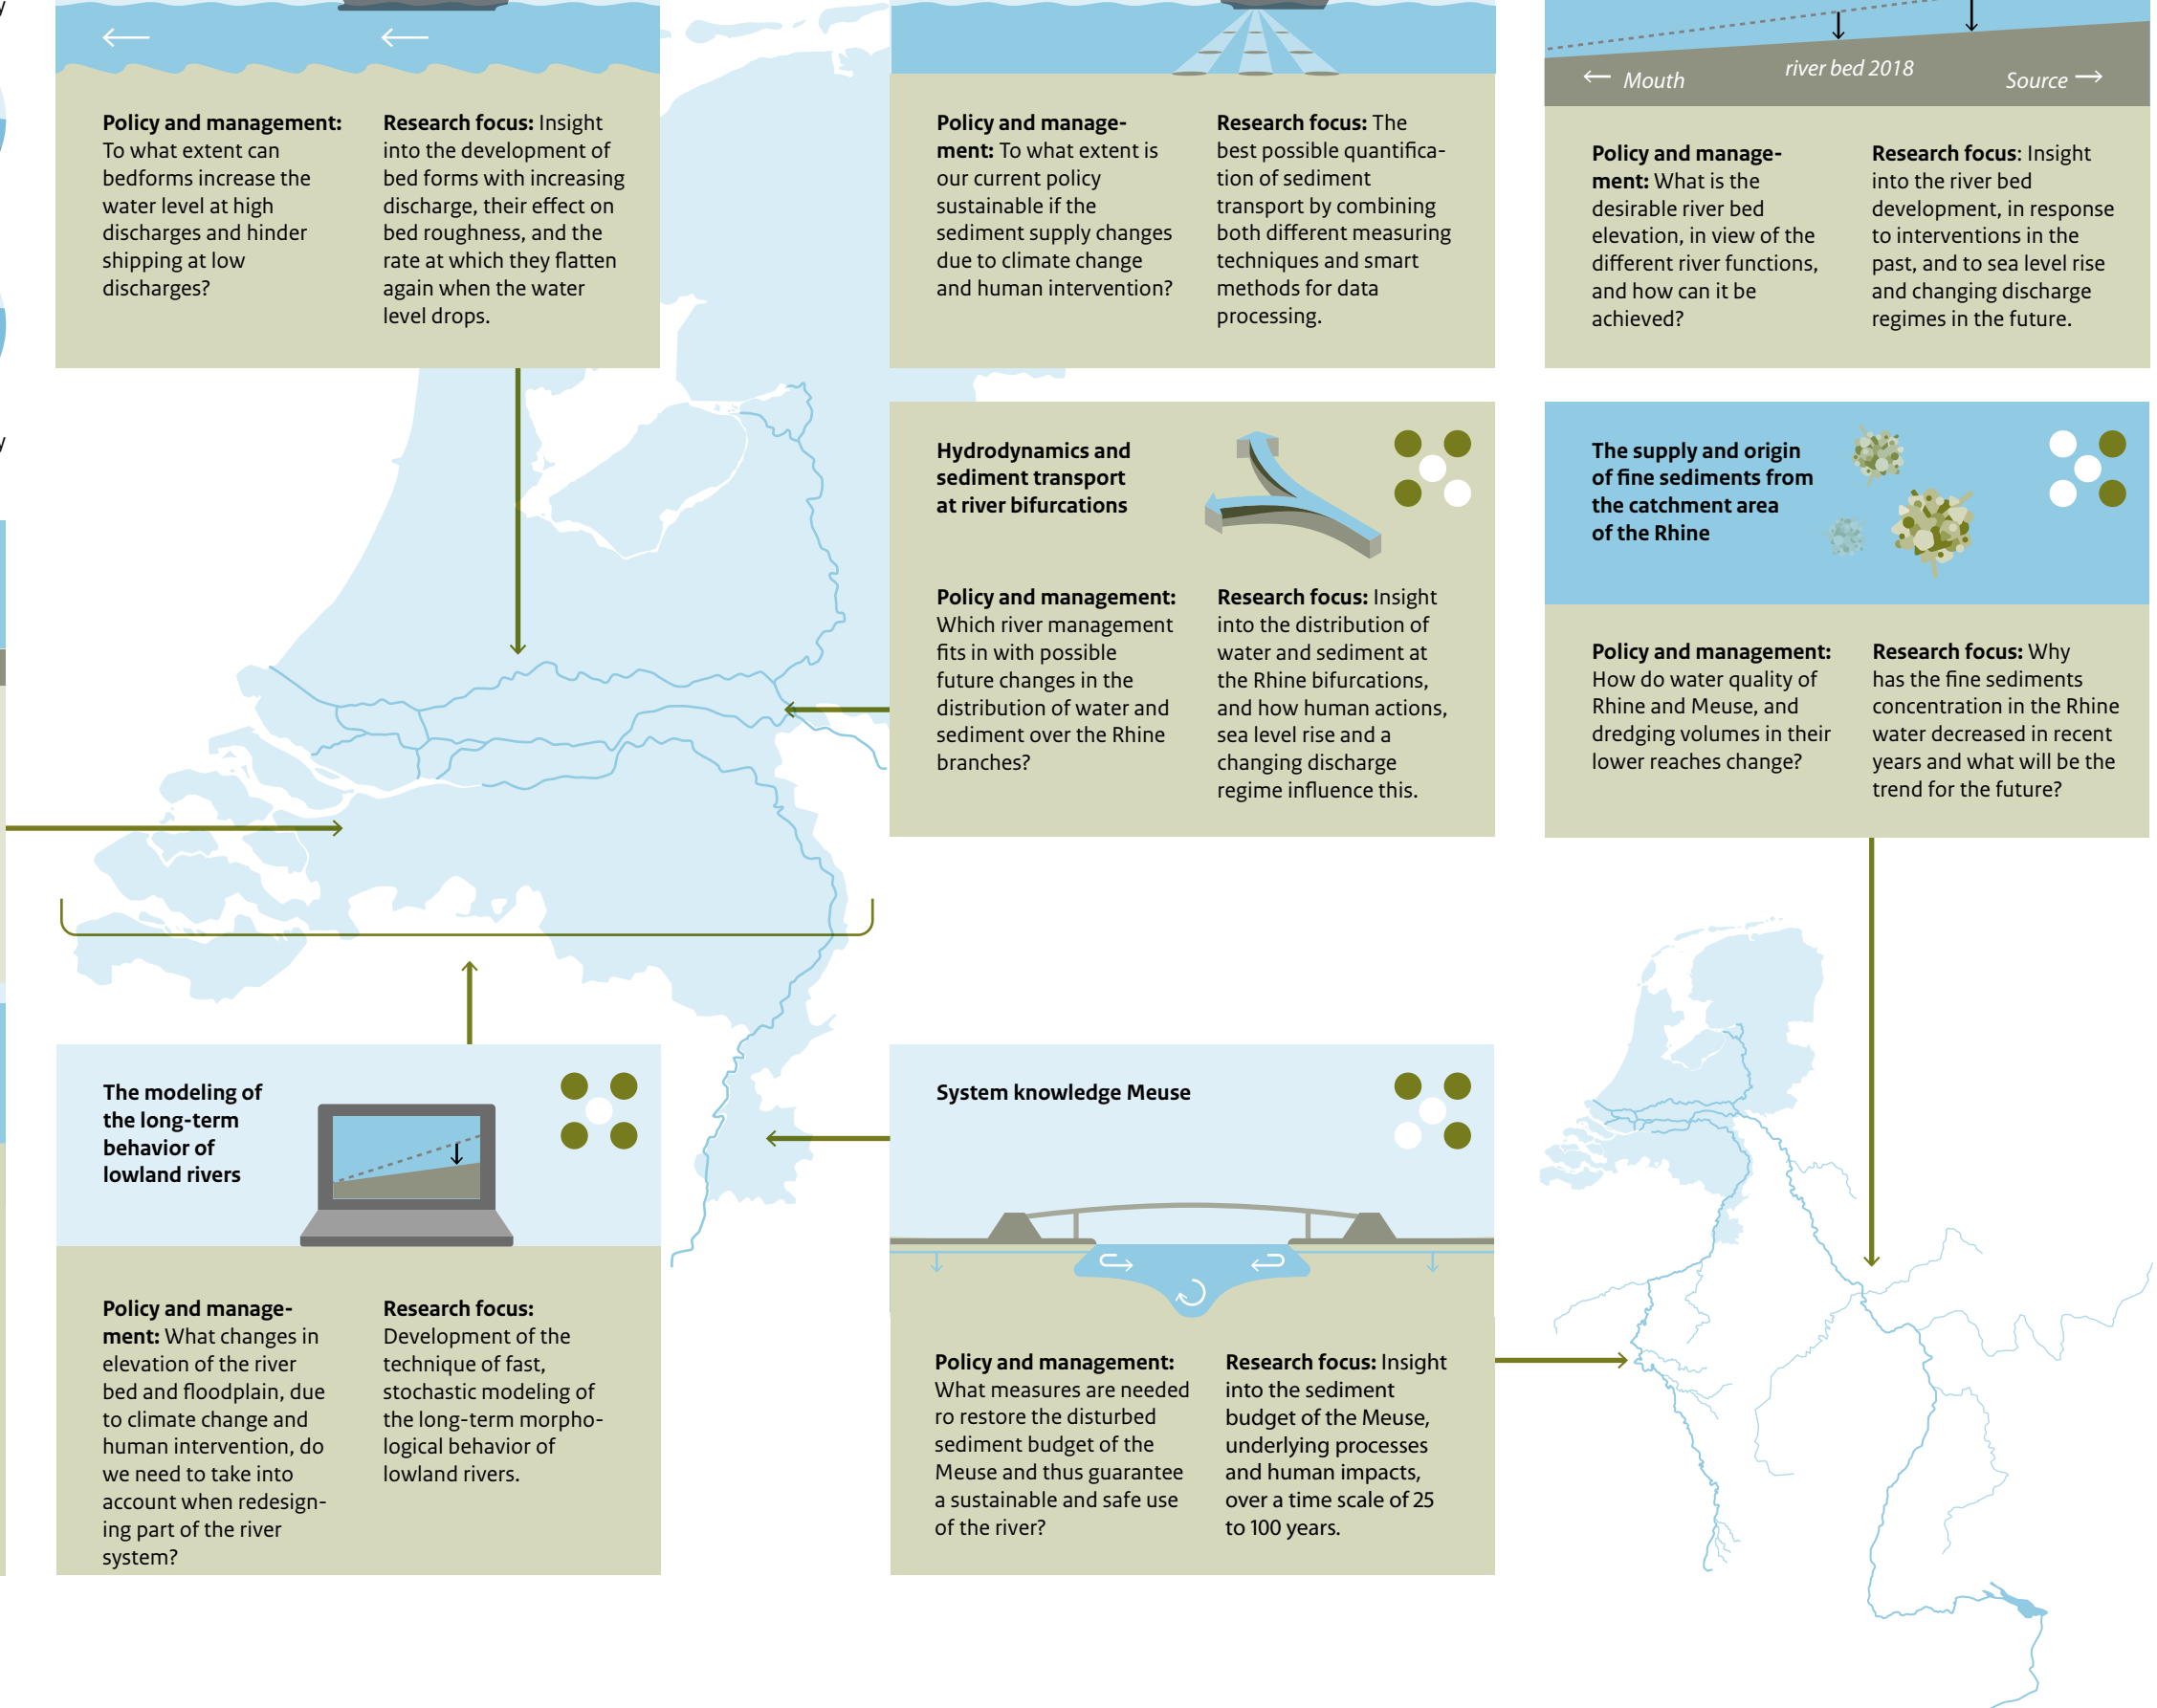 Policy and management:
To what extent can
bedforms increase the
water level at high
discharges and hinder
shipping at low
discharges?
Research focus: Insight
into the development of
bed forms with increasing
discharge, their effect on
bed roughness, and the
rate at which they flatten
again when the water
level drops.
Policy and manage-
ment: To what extent is
our current policy
sustainable if the
sediment supply changes
due to climate change
and human intervention?
Research focus: The
best possible quantifica-
tion of sediment
transport by combining
both different measuring
techniques and smart
methods for data
processing.
← Mouth
river bed 2018
Source →
Policy and manage-
ment: What is the
desirable river bed
elevation, in view of the
different river functions,
and how can it be
achieved?
Research focus: Insight
into the river bed
development, in response
to interventions in the
past, and to sea level rise
and changing discharge
regimes in the future.
Hydrodynamics and
sediment transport
at river bifurcations
Policy and management:
Which river management
fits in with possible
future changes in the
distribution of water and
sediment over the Rhine
branches?
Research focus: Insight
into the distribution of
water and sediment at
the Rhine bifurcations,
and how human actions,
sea level rise and a
changing discharge
regime influence this.
The supply and origin
of fine sediments from
the catchment area
of the Rhine
Policy and management:
How do water quality of
Rhine and Meuse, and
dredging volumes in their
lower reaches change?
Research focus: Why
has the fine sediments
concentration in the Rhine
water decreased in recent
years and what will be the
trend for the future?
The modeling of
the long-term
behavior of
lowland rivers
Policy and manage-
ment: What changes in
elevation of the river
bed and floodplain, due
to climate change and
human intervention, do
we need to take into
account when redesign-
ing part of the river
system?
Research focus:
Development of the
technique of fast,
stochastic modeling of
the long-term morpho-
logical behavior of
lowland rivers.
System knowledge Meuse
Policy and management:
What measures are needed
ro restore the disturbed
sediment budget of the
Meuse and thus guarantee
a sustainable and safe use
of the river?
Research focus: Insight
into the sediment
budget of the Meuse,
underlying processes
and human impacts,
over a time scale of 25
to 100 years.